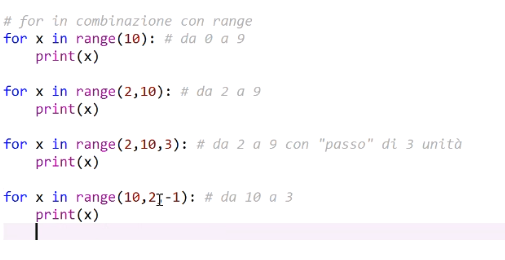 # for in combinazione con range
for x in range(10): # da 0 a 9
print(x)
for x in range(2,10): # da 2 a 9
print(x)
for x in range(2,10,3): # da 2 a 9 con "passo" di 3 unità
print(x)
for x in range(10,2,-1): # da 10 a 3
print(x)